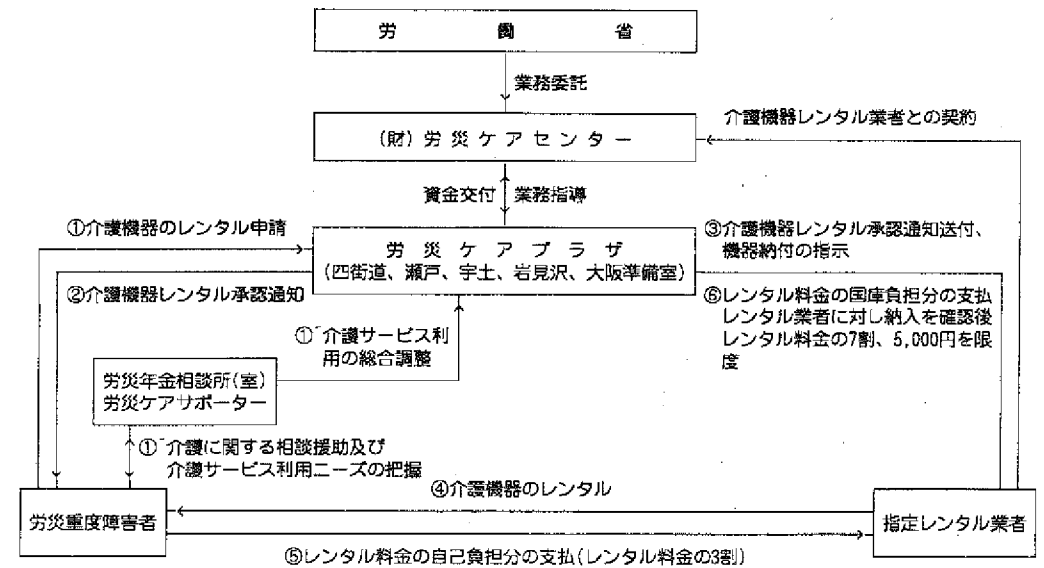 労働省
業務委託
介護機器レンタル業者との契約
(財)労災ケアセンター
資金交付 業務指導
①介護機器のレンタル申請
労災ケアプラザ
(四街道、瀬戸、宇土、岩見沢、大阪準備室)
③介護機器レンタル承認通知送付、
機器納付の指示
②介護機器レンタル承認通知
⑥レンタル料金の国庫負担分の支払
レンタル業者に対し納入を確認後
レンタル料金の7割、5,000円を限
度
①´介護サービス利
用の総合調整
労災年金相談所(室)
労災ケアサポーター
①´介護に関する相談援助及び
介護サービス利用ニーズの把握
④介護機器のレンタル
労災重度障害者
指定レンタル業者
⑤レンタル料金の自己負担分の支払(レンタル料金の3割)